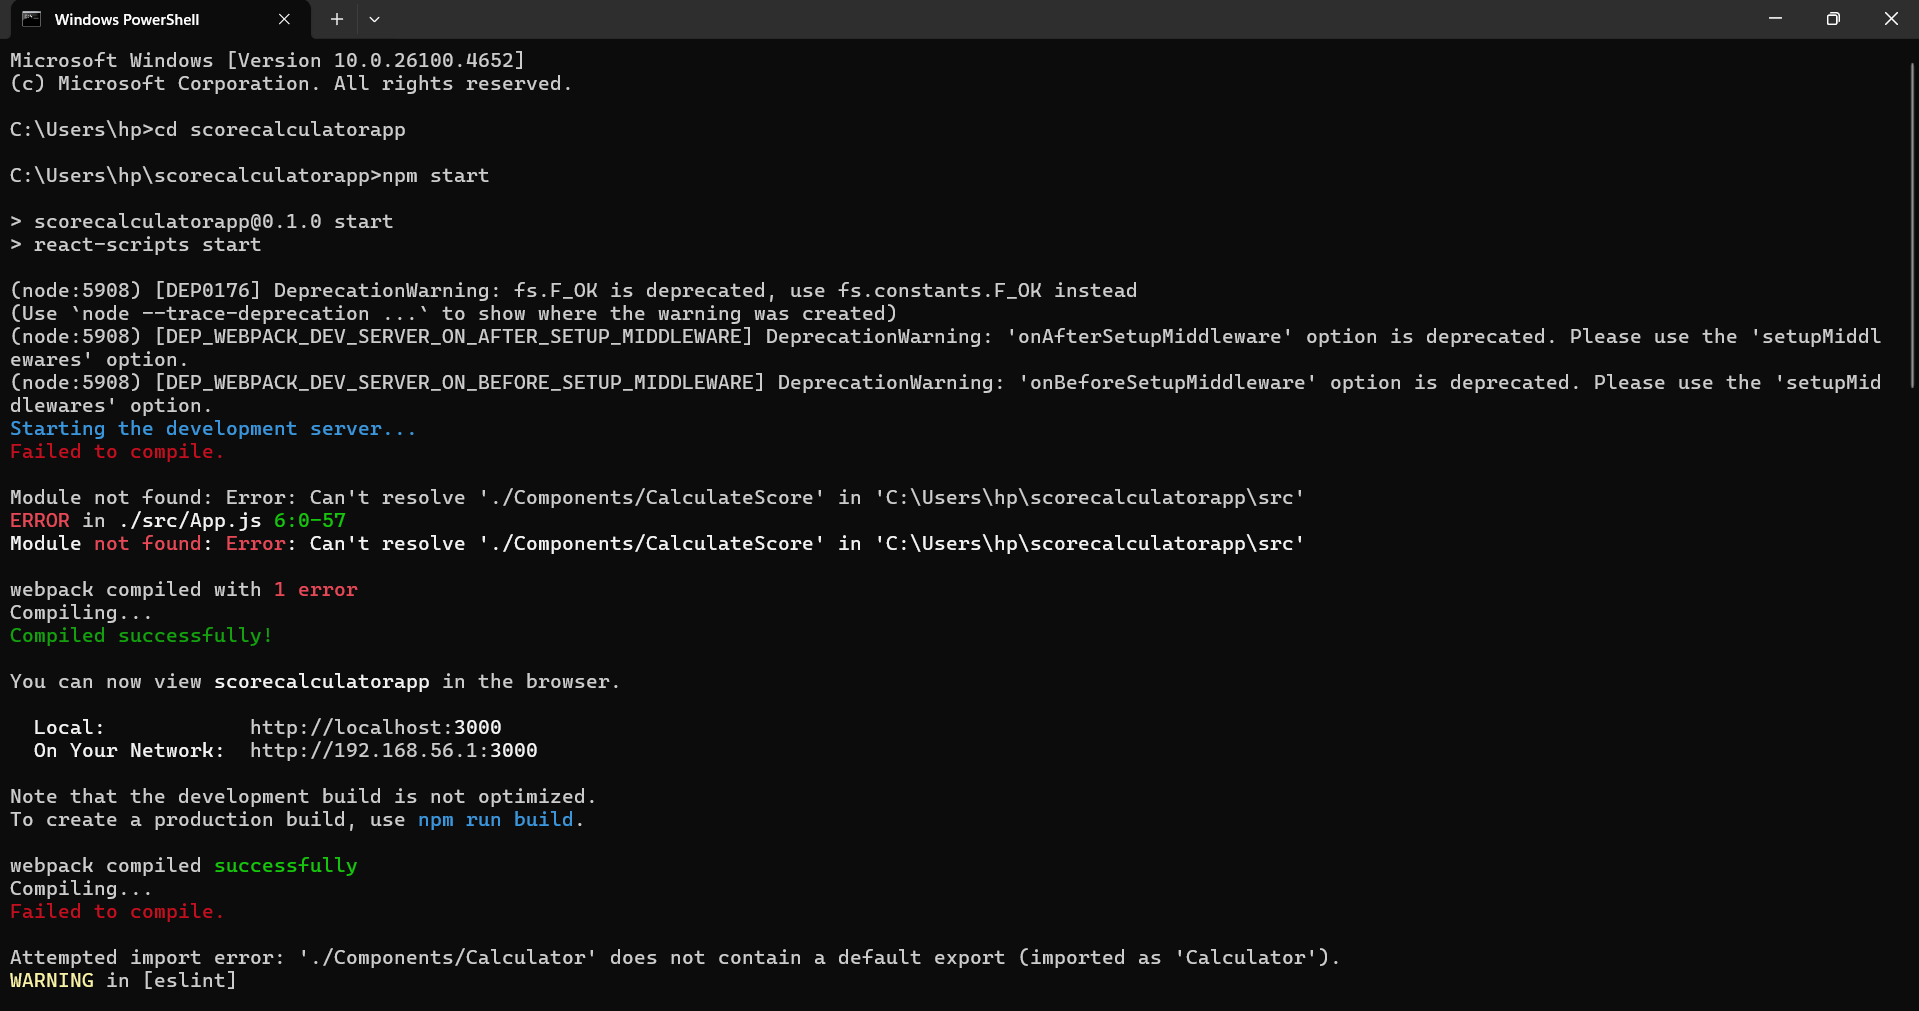 Windows PowerShell
Microsoft Windows [Version 10.0.26100.4652]
(c) Microsoft Corporation. All rights reserved.
C:\Users\hp>cd scorecalculatorapp
C:\Users\hp\scorecalculatorapp>npm start
> scorecalculatorapp@0.1.0 start
> react-scripts start
(node:5908) [DEP0176] DeprecationWarning: fs.F_OK is deprecated, use fs.constants.F_OK instead
(Use `node --trace-deprecation ...` to show where the warning was created)
(node:5908) [DEP_WEBPACK_DEV_SERVER_ON_AFTER_SETUP_MIDDLEWARE] DeprecationWarning: 'onAfterSetupMiddleware' option is deprecated. Please use the 'setupMiddl
ewares' option.
(node:5908) [DEP_WEBPACK_DEV_SERVER_ON_BEFORE_SETUP_MIDDLEWARE] DeprecationWarning: 'onBeforeSetupMiddleware' option is deprecated. Please use the 'setupMid
dlewares' option.
Starting the development server...
Failed to compile.
Module not found: Error: Can't resolve './Components/CalculateScore' in 'C:\Users\hp\scorecalculatorapp\src'
ERROR in ./src/App.js 6:0-57
Module not found: Error: Can't resolve './Components/CalculateScore' in 'C:\Users\hp\scorecalculatorapp\src'
webpack compiled with 1 error
Compiling...
Compiled successfully!
You can now view scorecalculatorapp in the browser.
Local: http://localhost:3000
On Your Network: http://192.168.56.1:3000
Note that the development build is not optimized.
To create a production build, use npm run build.
webpack compiled successfully
Compiling...
Failed to compile.
Attempted import error: './Components/Calculator' does not contain a default export (imported as 'Calculator').
WARNING in [eslint]